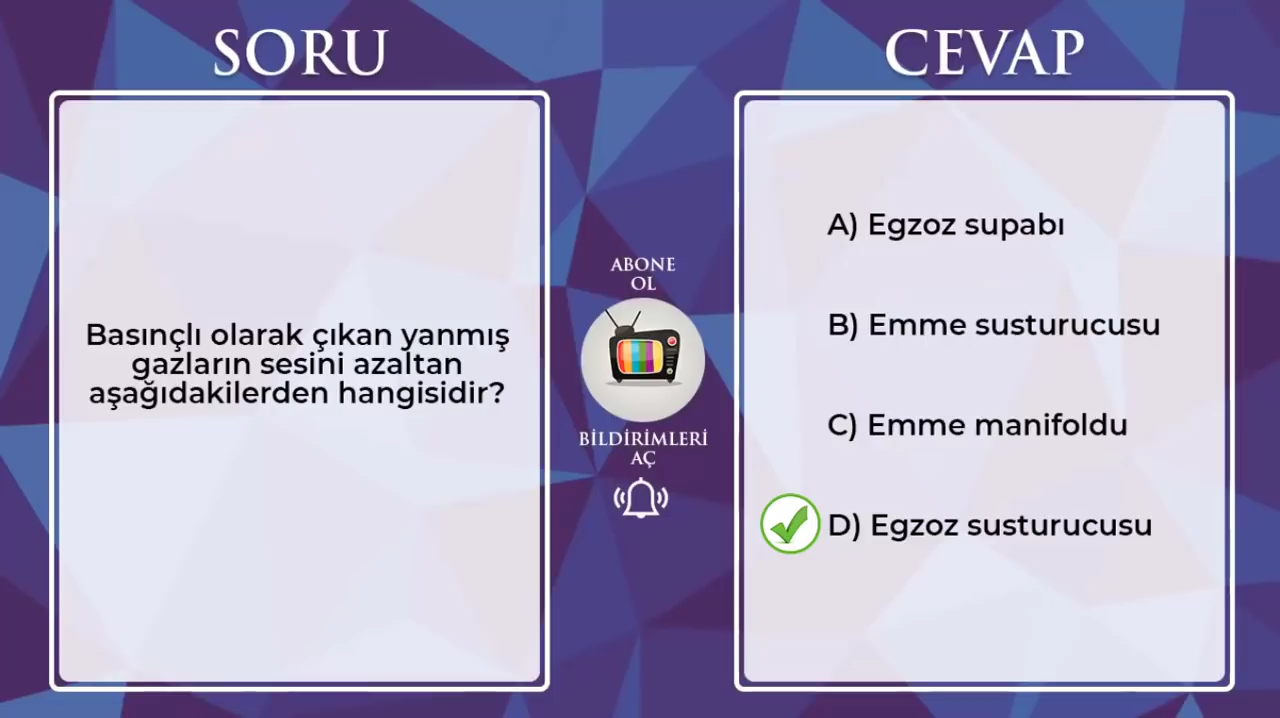 SORU
Basınçlı olarak çıkan yanmış
gazların sesini azaltan
aşağıdakilerden hangisidir?
ABONE
OL
BİLDİRİMLERİ
AÇ
CEVAP
A) Egzoz supabı
B) Emme susturucusu
C) Emme manifoldu
D) Egzoz susturucusu